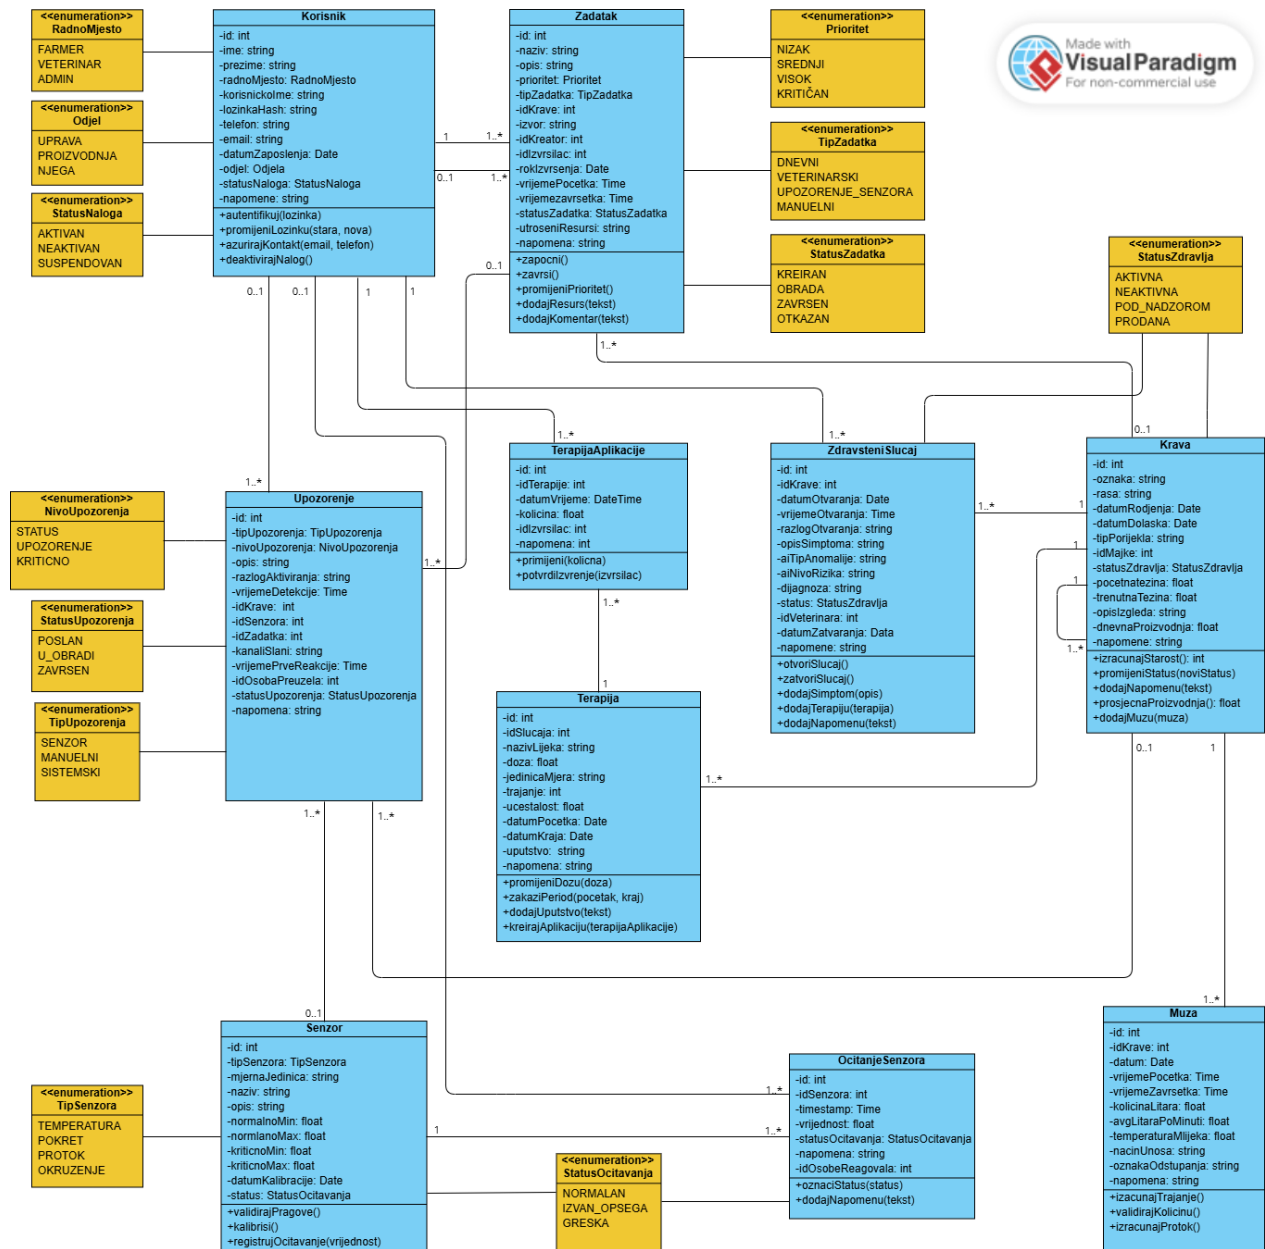 <<enumeration>>
RadnoMjesto
FARMER
VETERINAR
ADMIN
<<enumeration>>
Odjel
UPRAVA
PROIZVODNJA
NJEGA
<<enumeration>>
StatusNaloga
AKTIVAN
NEAKTIVAN
SUSPENDOVAN
Korisnik
-id: int
-ime: string
-prezime: string
-radnoMjesto: RadnoMjesto
-korisnickoIme: string
-lozinkaHash: string
-telefon: string
-email: string
-datumZaposlenja: Date
-odjel: Odjela
-statusNaloga: StatusNaloga
-napomene: string
+autentifikuj(lozinka)
+promijeniLozinku(stara, nova)
+azurirajKontakt(email, telefon)
+deaktivirajNalog()
1
1..*
0..1
1..*
0..1
0..1
0..1
1
1
Zadatak
-id: int
-naziv: string
-opis: string
-prioritet: Prioritet
-tipZadatka: TipZadatka
-idKrave: int
-izvor: string
-idKreator: int
-idIzvrsilac: int
-rokIzvrsenja: Date
-vrijemePocetka: Time
-vrijemezavrsetka: Time
-statusZadatka: StatusZadatka
-utroseniResursi: string
-napomena: string
+zapocni()
+zavrsi()
+promijeniPrioritet()
+dodajResurs(tekst)
+dodajKomentar(tekst)
1..*
<<enumeration>>
Prioritet
NIZAK
SREDNJI
VISOK
KRITIČAN
<<enumeration>>
TipZadatka
DNEVNI
VETERINARSKI
UPOZORENJE_SENZORA
MANUELNI
<<enumeration>>
StatusZadatka
KREIRAN
OBRADA
ZAVRSEN
OTKAZAN
Made with
VisualParadigm
For non-commercial use
<<enumeration>>
StatusZdravlja
AKTIVNA
NEAKTIVNA
POD_NADZOROM
PRODANA
<<enumeration>>
NivoUpozorenja
STATUS
UPOZORENJE
KRITICNO
<<enumeration>>
StatusUpozorenja
POSLAN
U_OBRADI
ZAVRSEN
<<enumeration>>
TipUpozorenja
SENZOR
MANUELNI
SISTEMSKI
1..*
Upozorenje
-id: int
-tipUpozorenja: TipUpozorenja
-nivoUpozorenja: NivoUpozorenja
-opis: string
-razlogAktiviranja: string
-vrijemeDetekcije: Time
-idKrave: int
-idSenzora: int
-idZadatka: int
-kanaliSlani: string
-vrijemePrveReakcije: Time
-idOsobaPreuzela: int
-statusUpozorenja: StatusUpozorenja
-napomena: string
1..*
1..*
1..*
1..*
TerapijaAplikacije
-id: int
-idTerapije: int
-datumVrijeme: DateTime
-kolicina: float
-idIzvrsilac: int
-napomena: int
+primijeni(kolicna)
+potvrdiIzvrenje(izvrsilac)
1..*
1
Terapija
-id: int
-idSlucaja: int
-nazivLijeka: string
-doza: float
-jedinicaMjera: string
-trajanje: int
-ucestalost: float
-datumPocetka: Date
-datumKraja: Date
-uputstvo: string
-napomena: string
+promijeniDozu(doza)
+zakaziPeriod(pocetak, kraj)
+dodajUputstvo(tekst)
+kreirajAplikaciju(terapijaAplikacije)
1..*
1..*
ZdravsteniSlucaj
-id: int
-idKrave: int
-datumOtvaranja: Date
-vrijemeOtvaranja: Time
-razlogOtvaranja: string
-opisSimptoma: string
-aiTipAnomalije: string
-aiNivoRizika: string
-dijagnoza: string
-status: StatusZdravlja
-idVeterinara: int
-datumZatvaranja: Data
-napomene: string
+otvoriSlucaj()
+zatvoriSlucaj()
+dodajSimptom(opis)
+dodajTerapiju(terapija)
+dodajNapomenu(tekst)
1..*
1
1
1
1..*
0..1
Krava
-id: int
-oznaka: string
-rasa: string
-datumRodjenja: Date
-datumDolaska: Date
-tipPorijekla: string
-idMajke: int
-statusZdravlja: StatusZdravlja
-pocetnatezina: float
-trenutnaTezina: float
-opisIzgleda: string
-dnevnaProizvodnja: float
-napomene: string
+izracunajStarost(): int
+promijeniStatus(noviStatus)
+dodajNapomenu(tekst)
+prosjecnaProizvodnja(): float
+dodajMuzu(muza)
0..1
1
<<enumeration>>
TipSenzora
TEMPERATURA
POKRET
PROTOK
OKRUZENJE
0..1
Senzor
-id: int
-tipSenzora: TipSenzora
-mjernaJedinica: string
-naziv: string
-opis: string
-normalnoMin: float
-normlanoMax: float
-kriticnoMin: float
-kriticnoMax: float
-datumKalibracije: Date
-status: StatusOcitavanja
+validirajPragove()
+kalibrisi()
+registrujOcitavanje(vrijednost)
1
1..*
1..*
<<enumeration>>
StatusOcitavanja
NORMALAN
IZVAN_OPSEGA
GRESKA
OcitanjeSenzora
-id: int
-idSenzora: int
-timestamp: Time
-vrijednost: float
-statusOcitavanja: StatusOcitavanja
-napomena: string
-idOsobeReagovala: int
+oznaciStatus(status)
+dodajNapomenu(tekst)
1..*
Muza
-id: int
-idKrave: int
-datum: Date
-vrijemePocetka: Time
-vrijemeZavrsetka: Time
-kolicinaLitara: float
-avgLitaraPoMinuti: float
-temperaturaMlijeka: float
-nacinUnosa: string
-oznakaOdstupanja: string
-napomena: string
+izacunajTrajanje()
+validirajKolicinu()
+izracunajProtok()